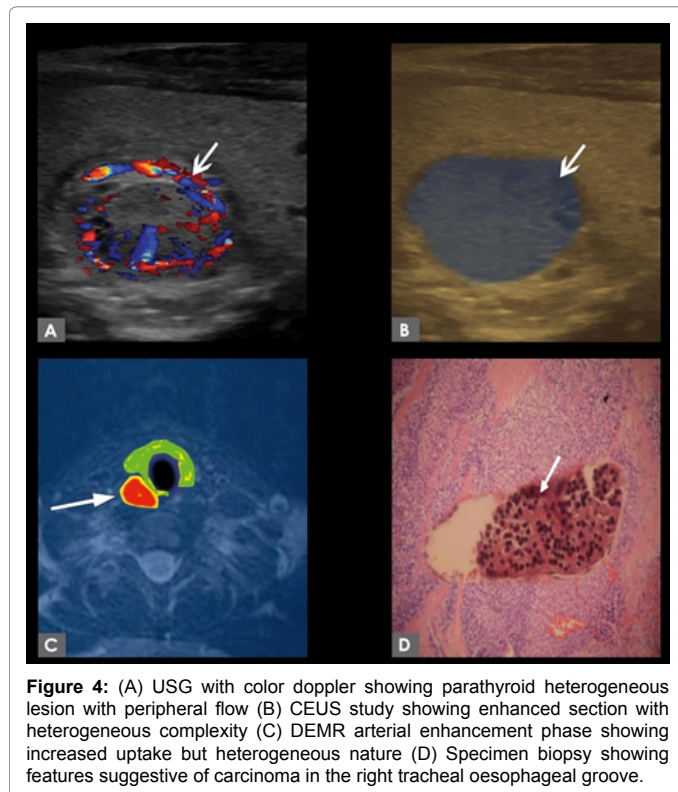 A
B
C
D
Figure 4: (A) USG with color doppler showing parathyroid heterogeneous
lesion with peripheral flow (B) CEUS study showing enhanced section with
heterogeneous complexity (C) DEMR arterial enhancement phase showing
increased uptake but heterogeneous nature (D) Specimen biopsy showing
features suggestive of carcinoma in the right tracheal oesophageal groove.